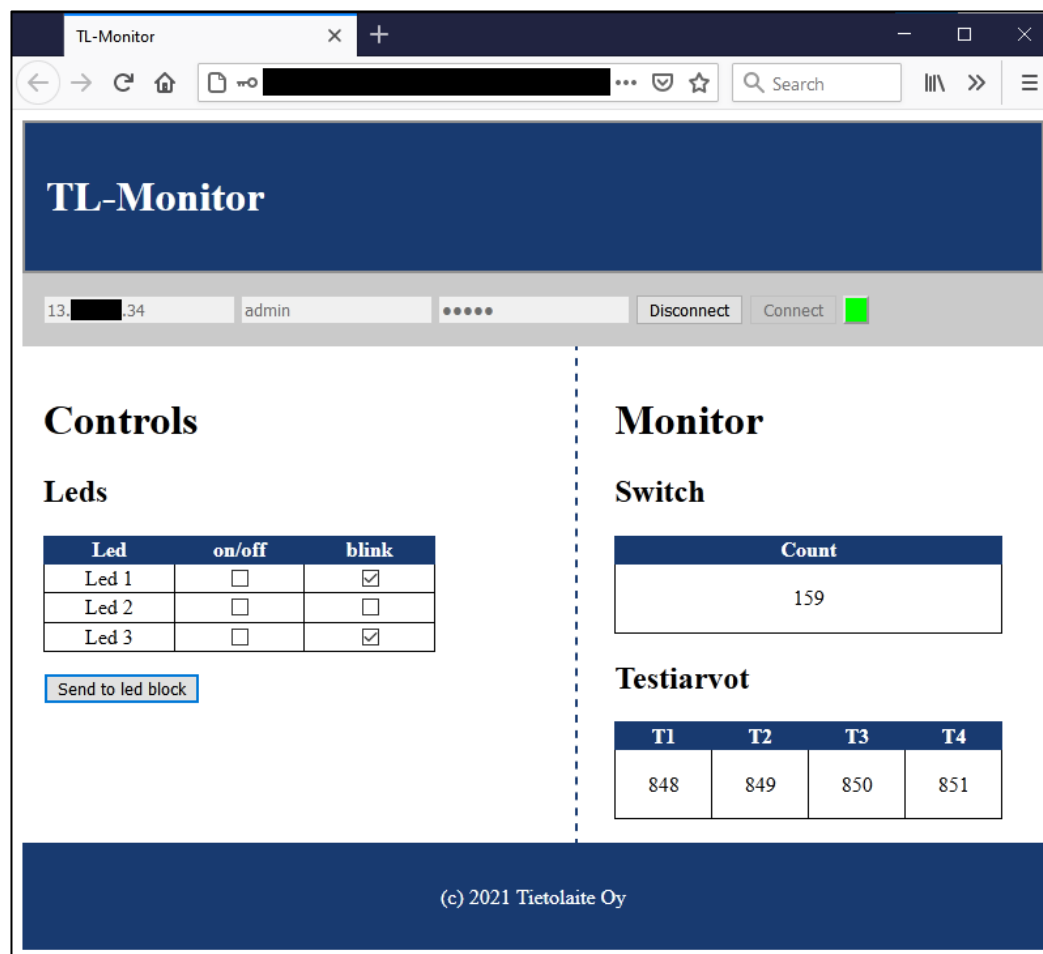 TL-Monitor
Search
TL-Monitor
13. .34 admin ●●●●● Disconnect Connect
Controls
Leds
Led on/off blink
Led 1
Led 2
Led 3
Send to led block
Monitor
Switch
Count
159
Testiarvot
T1 T2 T3 T4
848 849 850 851
(c) 2021 Tietolaite Oy